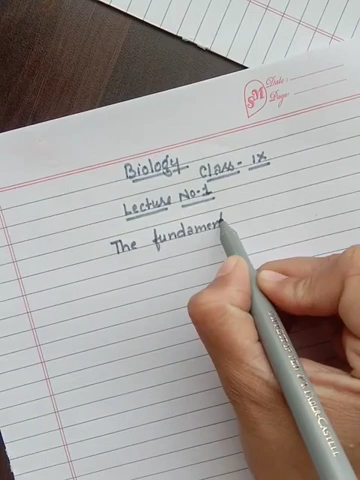 SM
Date :
Page :
Biology Class - IX
Lecture No-1
The fundament